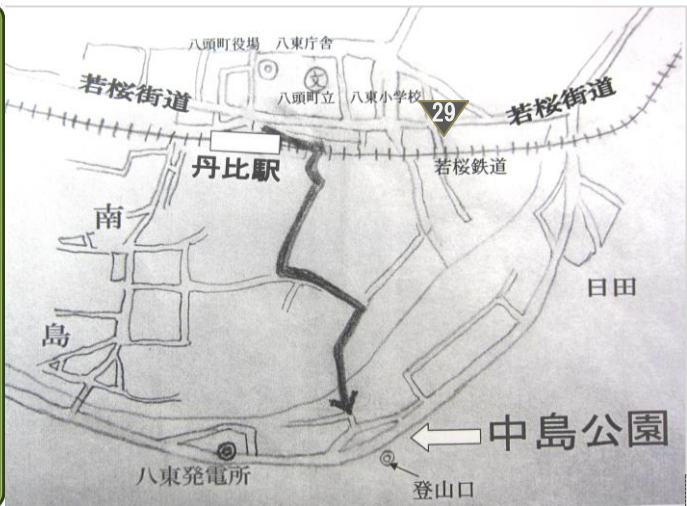 八頭町役場 八東庁舎
文
若桜街道
八頭町立 八東小学校
29
若桜街道
丹比駅
若桜鉄道
南
島
日田
中島公園
八東発電所
登山口